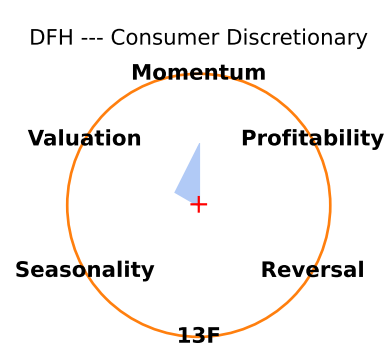 DFH --- Consumer Discretionary
Momentum
Valuation
Profitability
Seasonality
Reversal
13F